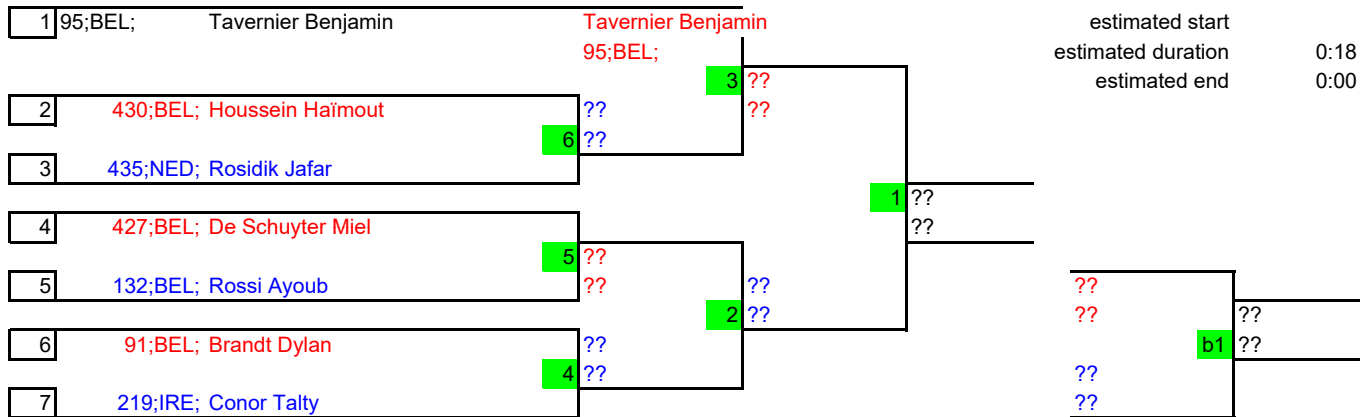 1 95;BEL; Tavernier Benjamin Tavernier Benjamin estimated start
95;BEL; estimated duration 0:18
3 ?? estimated end 0:00
2 430;BEL; Houssein Haïmout ?? ??
6 ??
3 435;NED; Rosidik Jafar
1 ??
4 427;BEL; De Schuyter Miel ??
5 ??
5 132;BEL; Rossi Ayoub ?? ?? ??
2 ?? ?? ??
6 91;BEL; Brandt Dylan ?? b1 ??
4 ?? ??
7 219;IRE; Conor Talty ??